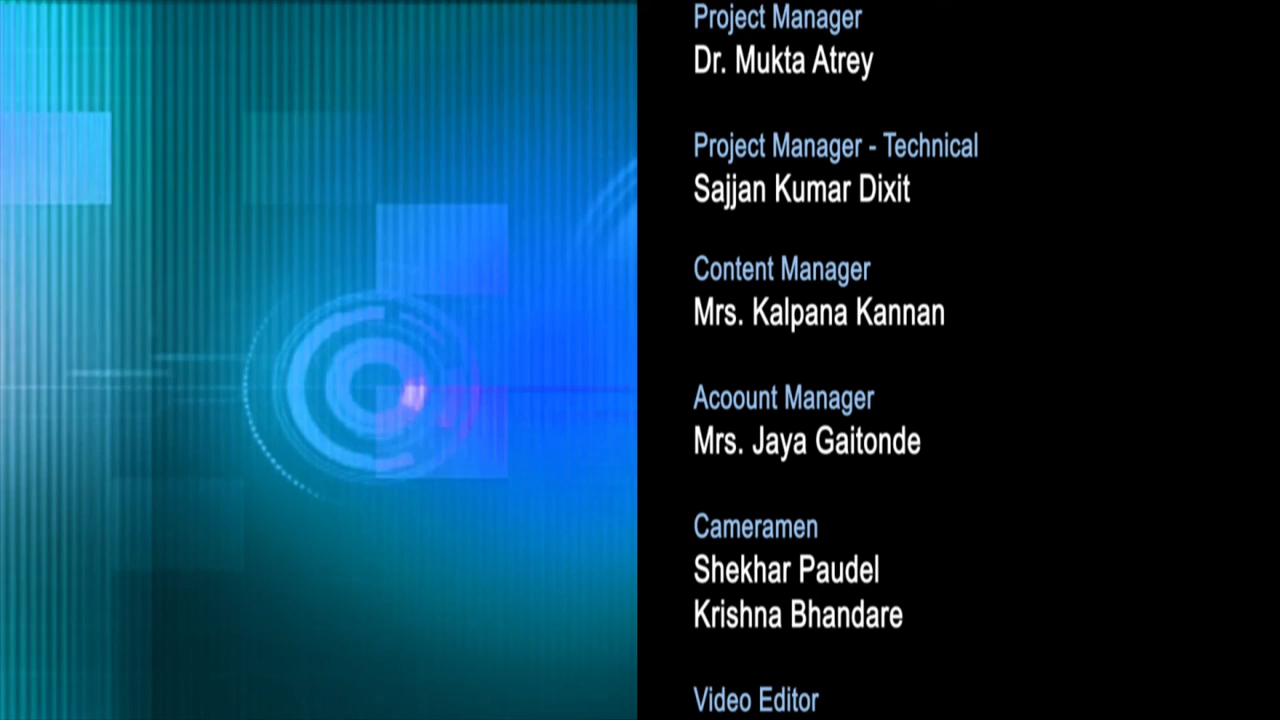 Project Manager
Dr. Mukta Atrey
Project Manager - Technical
Sajjan Kumar Dixit
Content Manager
Mrs. Kalpana Kannan
Acoount Manager
Mrs. Jaya Gaitonde
Cameramen
Shekhar Paudel
Krishna Bhandare
Video Editor